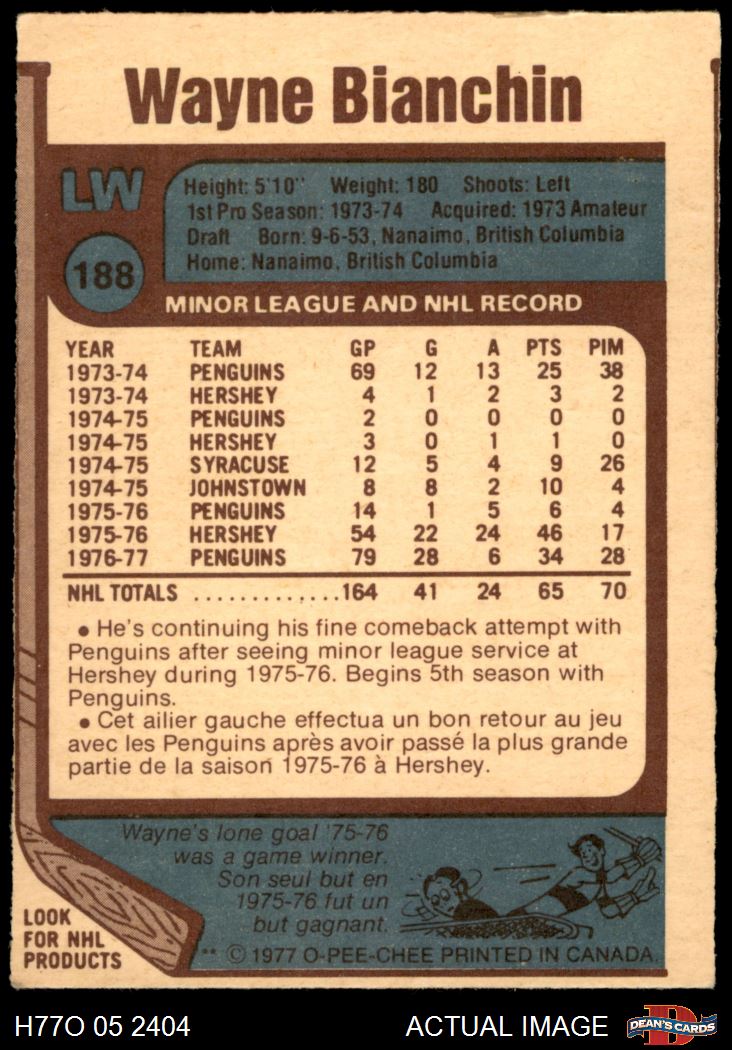 Wayne Bianchin
LW
188
Height: 5'10" Weight: 180 Shoots: Left
1st Pro Season: 1973-74 Acquired: 1973 Amateur
Draft Born: 9-6-53, Nanaimo, British Columbia
Home: Nanaimo, British Columbia
MINOR LEAGUE AND NHL RECORD
YEAR TEAM GP G A PTS PIM
1973-74 PENGUINS 69 12 13 25 38
1973-74 HERSHEY 4 1 2 3 2
1974-75 PENGUINS 2 0 0 0 0
1974-75 HERSHEY 3 0 1 1 0
1974-75 SYRACUSE 12 5 4 9 26
1974-75 JOHNSTOWN 8 8 2 10 4
1975-76 PENGUINS 14 1 5 6 4
1975-76 HERSHEY 54 22 24 46 17
1976-77 PENGUINS 79 28 6 34 28
NHL TOTALS .............164 41 24 65 70
• He's continuing his fine comeback attempt with
Penguins after seeing minor league service at
Hershey during 1975-76. Begins 5th season with
Penguins.
• Cet ailier gauche effectua un bon retour au jeu
avec les Penguins après avoir passé la plus grande
partie de la saison 1975-76 à Hershey.
Wayne's lone goal '75-76
was a game winner.
Son seul but en
1975-76 fut un
but gagnant.
LOOK
FOR NHL
PRODUCTS
** © 1977 O-PEE-CHEE PRINTED IN CANADA.
H77O 05 2404 ACTUAL IMAGE DEAN'S CARDS